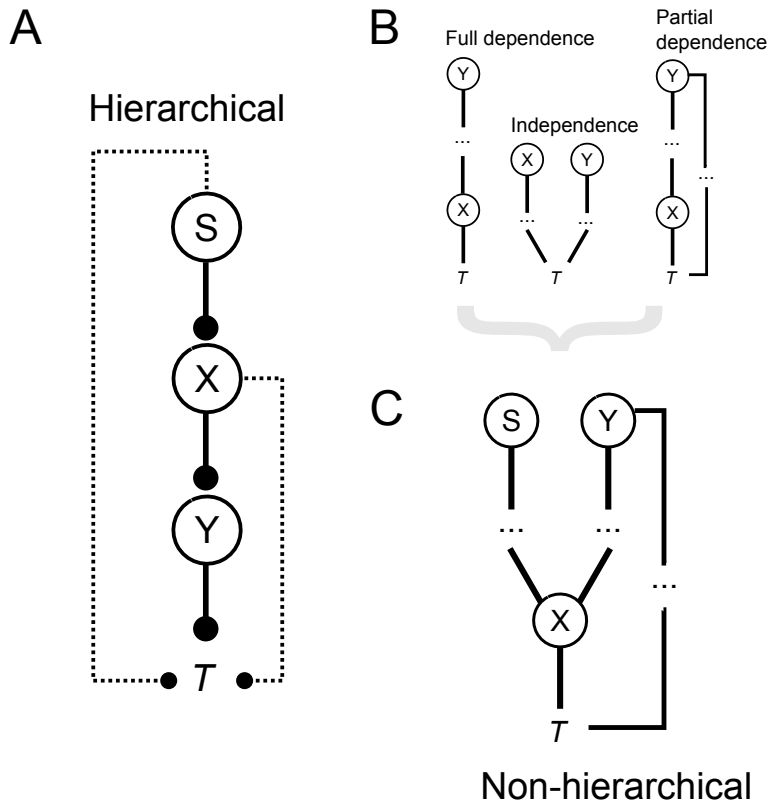 A
Hierarchical
S
X
Y
T
B
Full dependence
Y
...
X
T
Independence
X
Y
...
...
T
Partial
dependence
Y
...
...
X
T
C
S
Y
...
...
...
X
T
Non-hierarchical